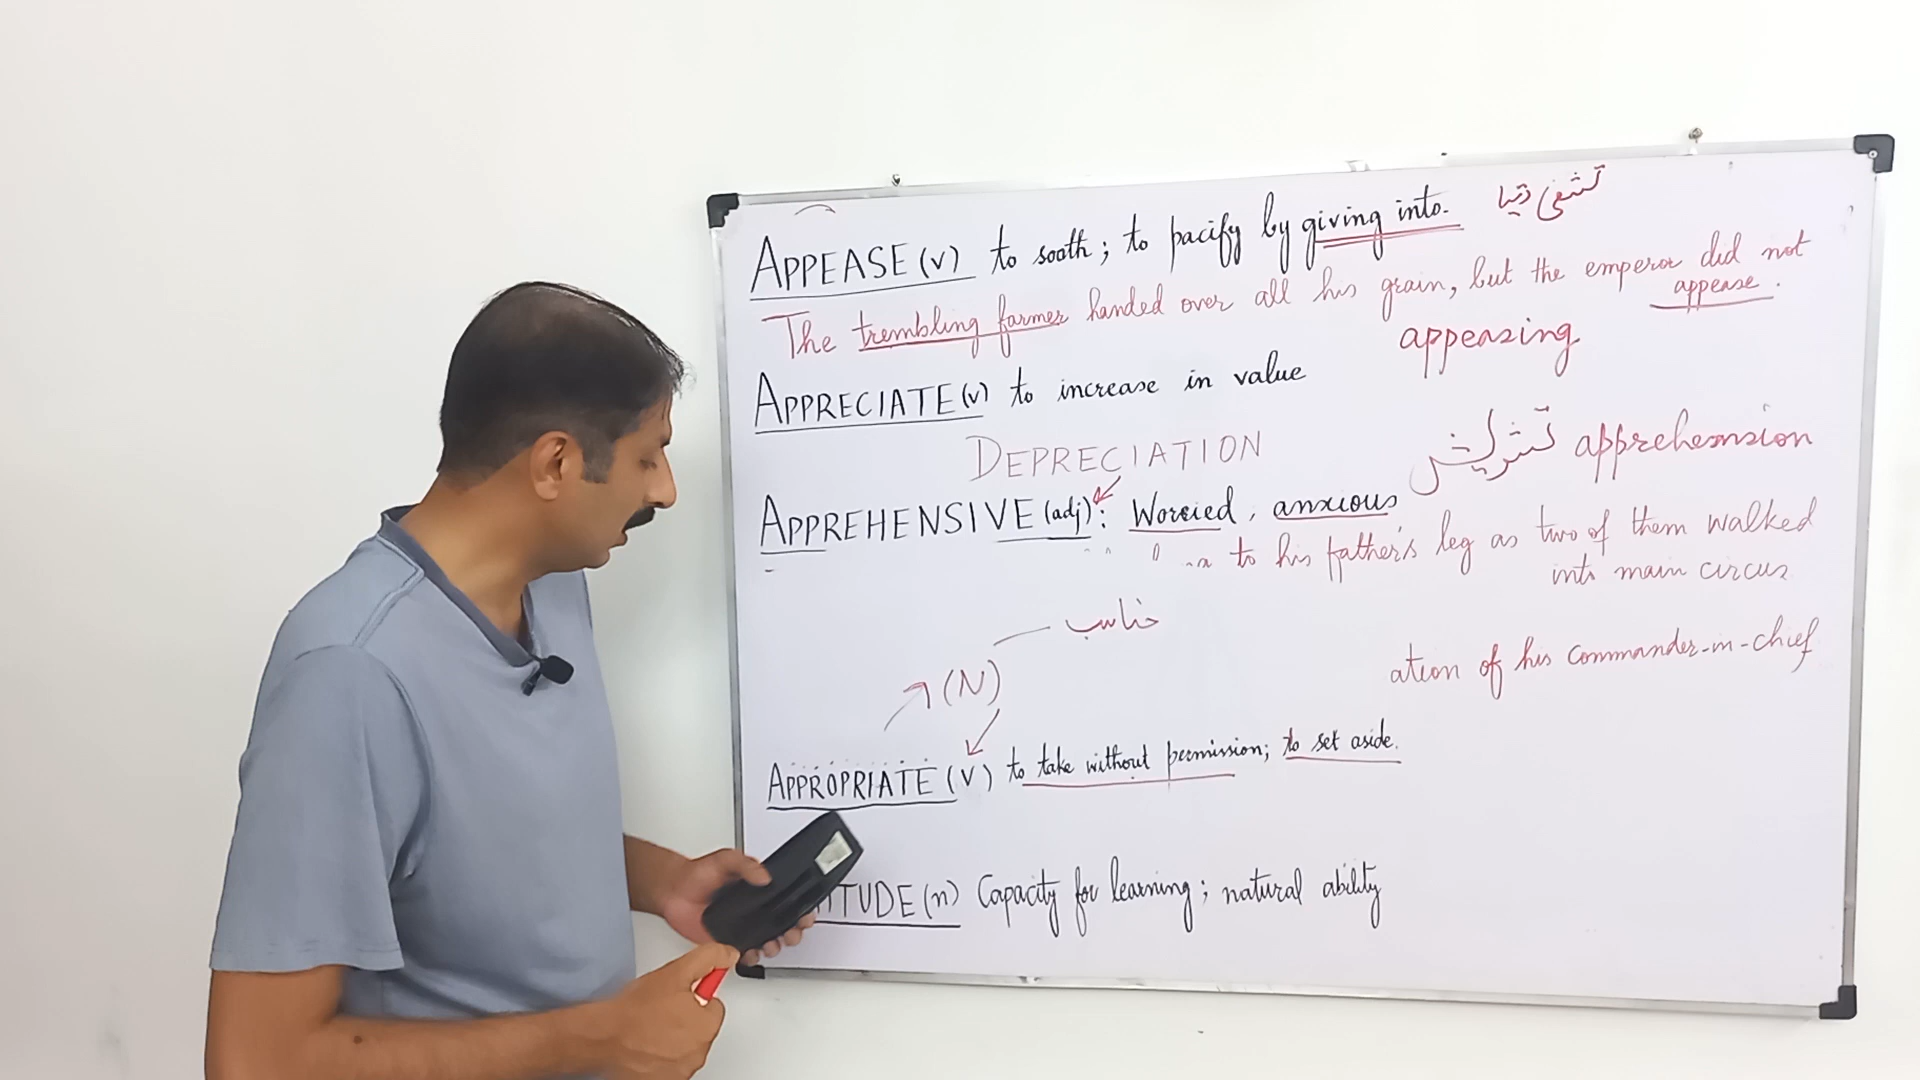 APPEASE (v) to sooth; to pacify by giving into.
The trembling farmer handed over all his grain, but the emperor did not appease.
appeasing
APPRECIATE (v) to increase in value
DEPRECIATION
تشویش apprehension
APPREHENSIVE (adj): Worried, anxious
to his father's leg as two of them walked
into main circus
(N)
ation of his commander-in-chief
APPROPRIATE (V) to take without permission; to set aside.
TUDE (n) Capacity for learning; natural ability